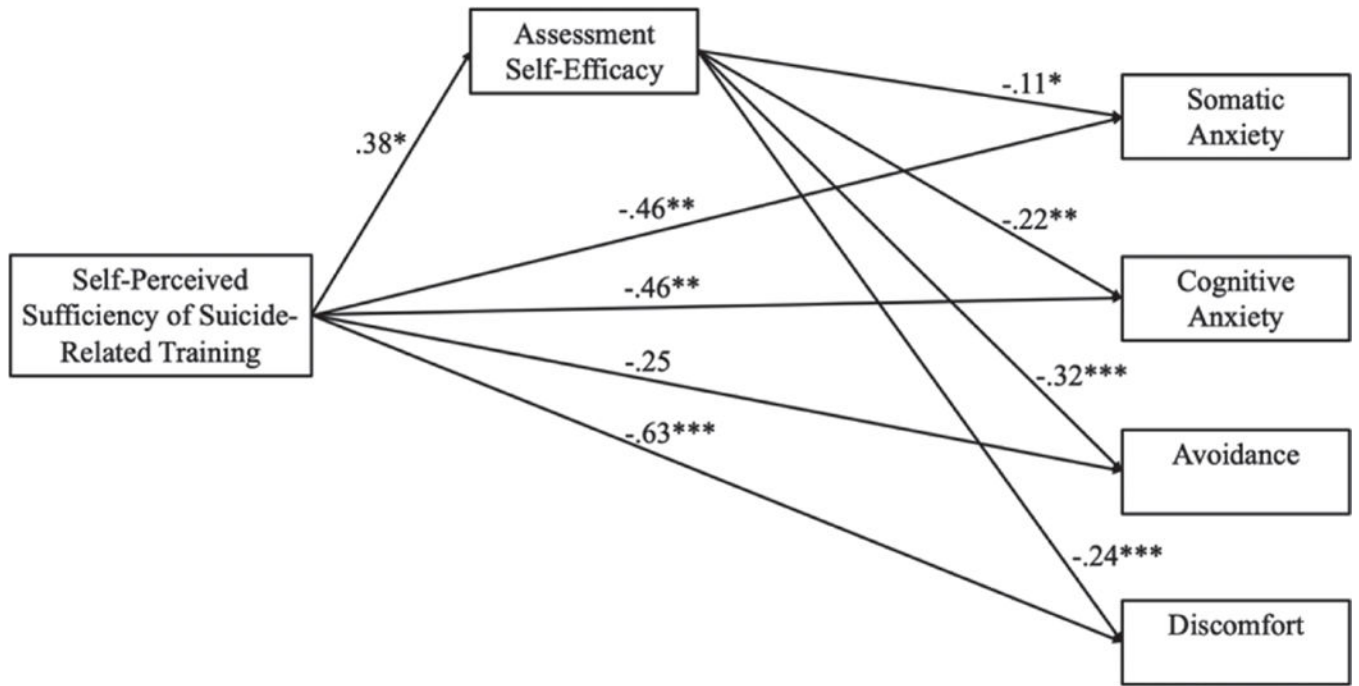 Assessment
Self-Efficacy
-.11*
Somatic
Anxiety
.38*
-.46**
-.22**
Self-Perceived
Sufficiency of Suicide-
Related Training
-.46**
Cognitive
Anxiety
-.25
-.32***
-.63***
Avoidance
-.24***
Discomfort